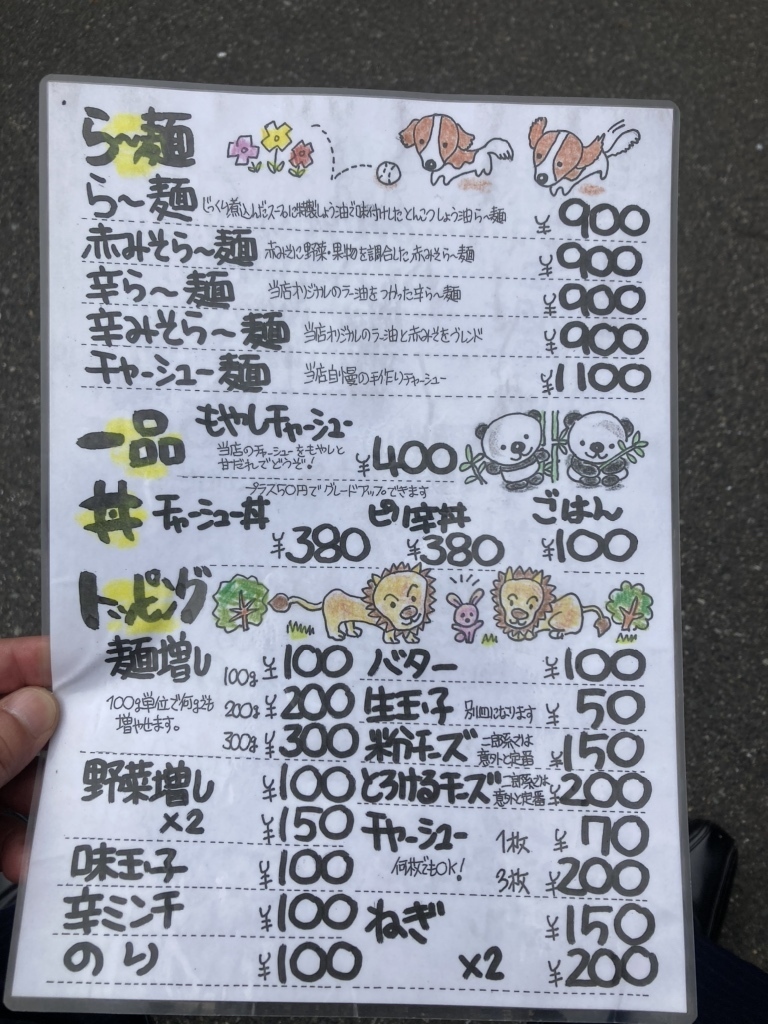 ら〜麺
ら〜麺 じっくり煮込んだスープに特製しょう油で味付けしたとんこつしょう油ら〜麺 ¥900
赤みそら〜麺 赤みそに野菜・果物を調合した赤みそら〜麺 ¥900
辛ら〜麺 当店オリジカルのラー油をつかった辛ら〜麺 ¥900
辛みそら〜麺 当店オリジカルのラー油と赤みそをブレンド ¥900
チャーシュー麺 当店自慢の手作りチャーシュー ¥1100
一品 もやしチャーシュー
当店のチャーシューをもやしと
甘だれでどうぞ! ¥400
プラス50円でグレードアップできます
丼 チャーシュー丼 ¥380 ピリ辛丼 ¥380 ごはん ¥100
トッピング
麺増し 100g ¥100
100g単位で何gでも
増やせます。
200g ¥200
300g ¥300
野菜増し ¥100
×2 ¥150
味玉子 ¥100
辛ミンチ ¥100
のり ¥100
バター ¥100
生玉子 別皿になります ¥50
粉チーズ 二郎系では
意外と定番 ¥150
とろけるチーズ 二郎系では
意外と定番 ¥200
チャーシュー 1枚 ¥70
何枚でもOK! 3枚 ¥200
ねぎ ¥150
×2 ¥200